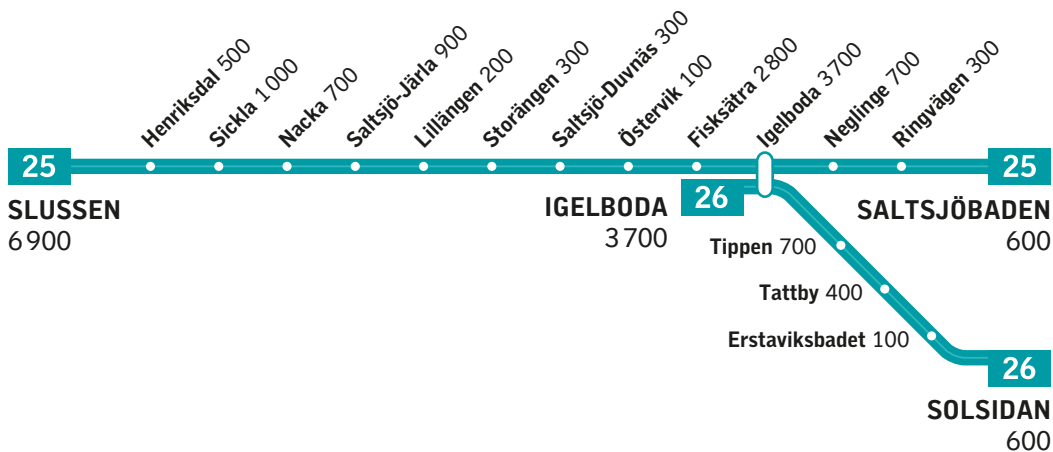 Henriksdal 500
Sickla 1 000
Nacka 700
Saltsjö-Järla 900
Lillängen 200
Storängen 300
Saltsjö-Duvnäs 300
Östervik 100
Fisksätra 2 800
Igelboda 3 700
Neglinge 700
Ringvägen 300
25
25
SLUSSEN
6 900
IGELBODA
3 700
26
SALTSJÖBADEN
600
Tippen 700
Tattby 400
Erstaviksbadet 100
26
SOLSIDAN
600